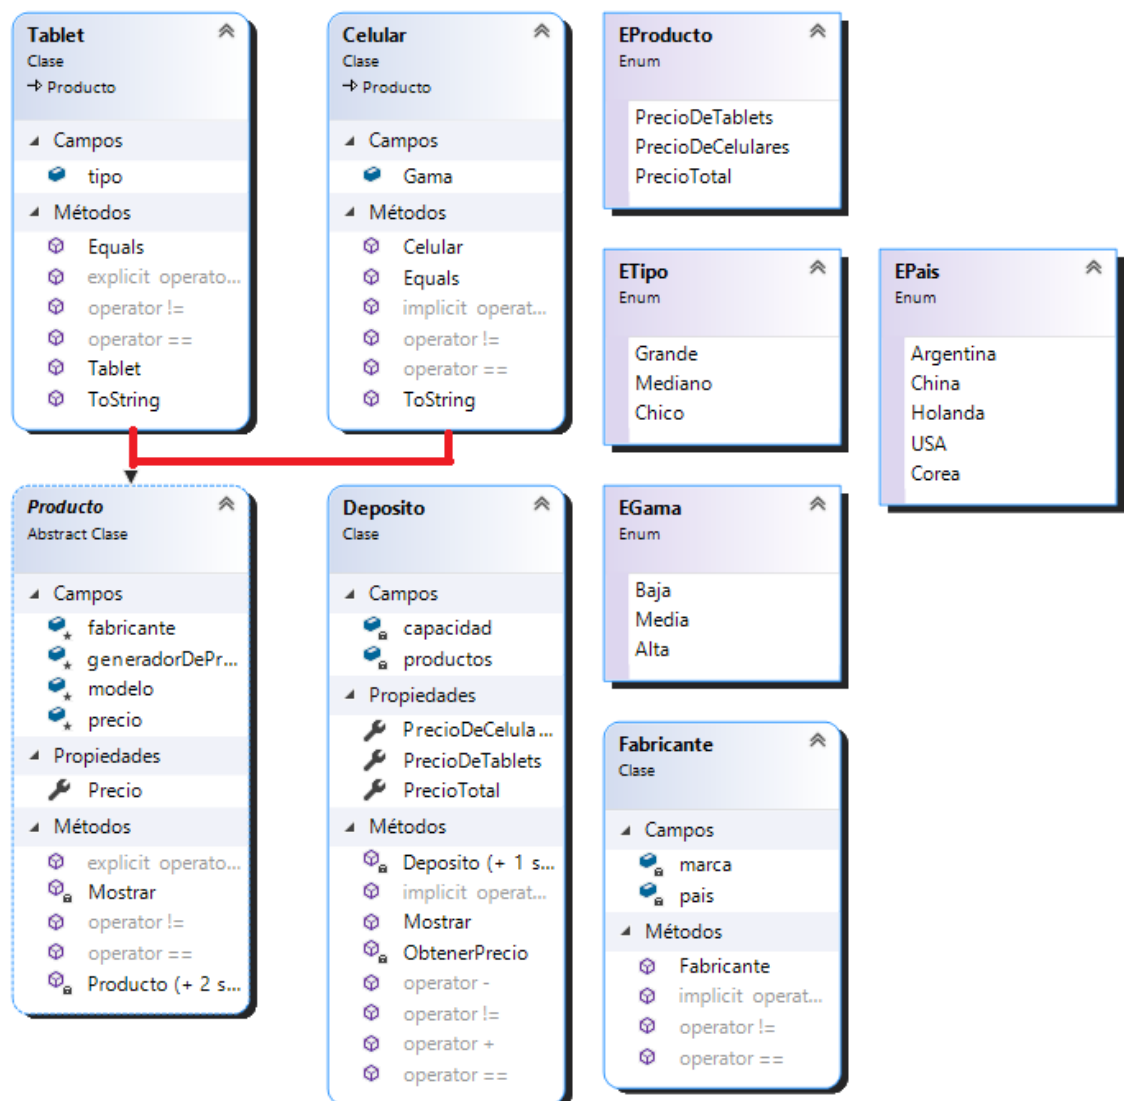 Tablet
Clase
Producto
Campos
tipo
Métodos
Equals
explicit operato...
operator !=
operator ==
Tablet
ToString
Celular
Clase
Producto
Campos
Gama
Métodos
Celular
Equals
implicit operat...
operator !=
operator ==
ToString
EProducto
Enum
PrecioDeTablets
PrecioDeCelulares
PrecioTotal
ETipo
Enum
Grande
Mediano
Chico
EPais
Enum
Argentina
China
Holanda
USA
Corea
Producto
Abstract Clase
Campos
fabricante
generadorDePr...
modelo
precio
Propiedades
Precio
Métodos
explicit operato...
Mostrar
operator !=
operator ==
Producto (+ 2 s...
Deposito
Clase
Campos
capacidad
productos
Propiedades
PrecioDeCelula...
PrecioDeTablets
PrecioTotal
Métodos
Deposito (+ 1 s...
implicit operat...
Mostrar
ObtenerPrecio
operator -
operator !=
operator +
operator ==
EGama
Enum
Baja
Media
Alta
Fabricante
Clase
Campos
marca
pais
Métodos
Fabricante
implicit operat...
operator !=
operator ==